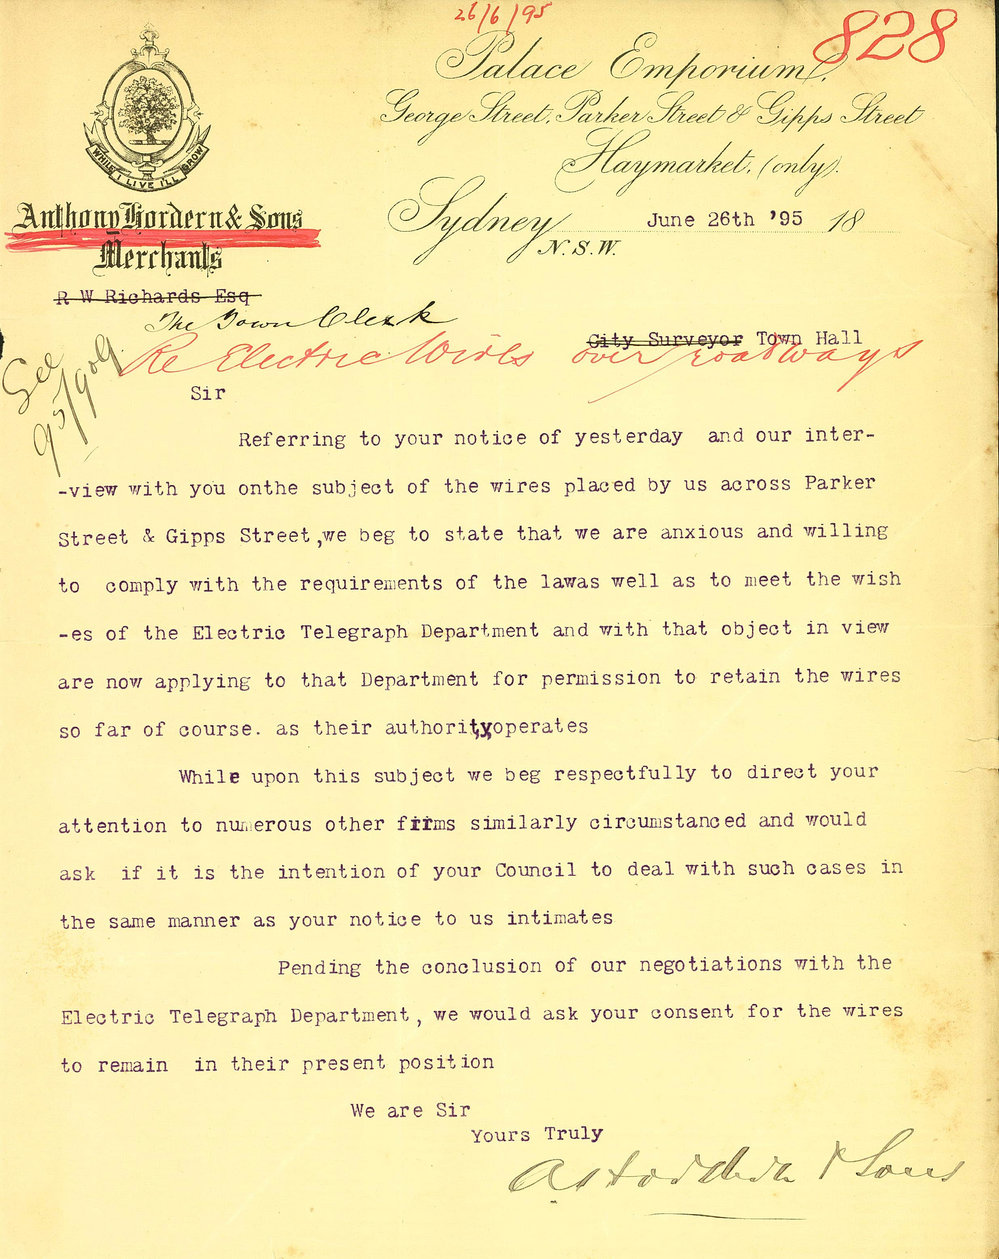 26/6/95
828
Palace Emporium,
George Street, Parker Street & Gipps Street
Haymarket, (only).
WHILE I LIVE I'LL GROW
Anthony Hordern & Sons
Merchants
Sydney June 26th '95 18
N.S.W.
R W Richards Esq
The Town Clerk
City Surveyor Town Hall
Re Electric Wires over roadways
See 95/909
Sir
Referring to your notice of yesterday and our inter-
-view with you onthe subject of the wires placed by us across Parker
Street & Gipps Street,we beg to state that we are anxious and willing
to comply with the requirements of the lawas well as to meet the wish
-es of the Electric Telegraph Department and with that object in view
are now applying to that Department for permission to retain the wires
so far of course. as their authority,operates
While upon this subject we beg respectfully to direct your
attention to numerous other firms similarly circumstanced and would
ask if it is the intention of your Council to deal with such cases in
the same manner as your notice to us intimates
Pending the conclusion of our negotiations with the
Electric Telegraph Department, we would ask your consent for the wires
to remain in their present position
We are Sir
Yours Truly
A Hordern & Sons